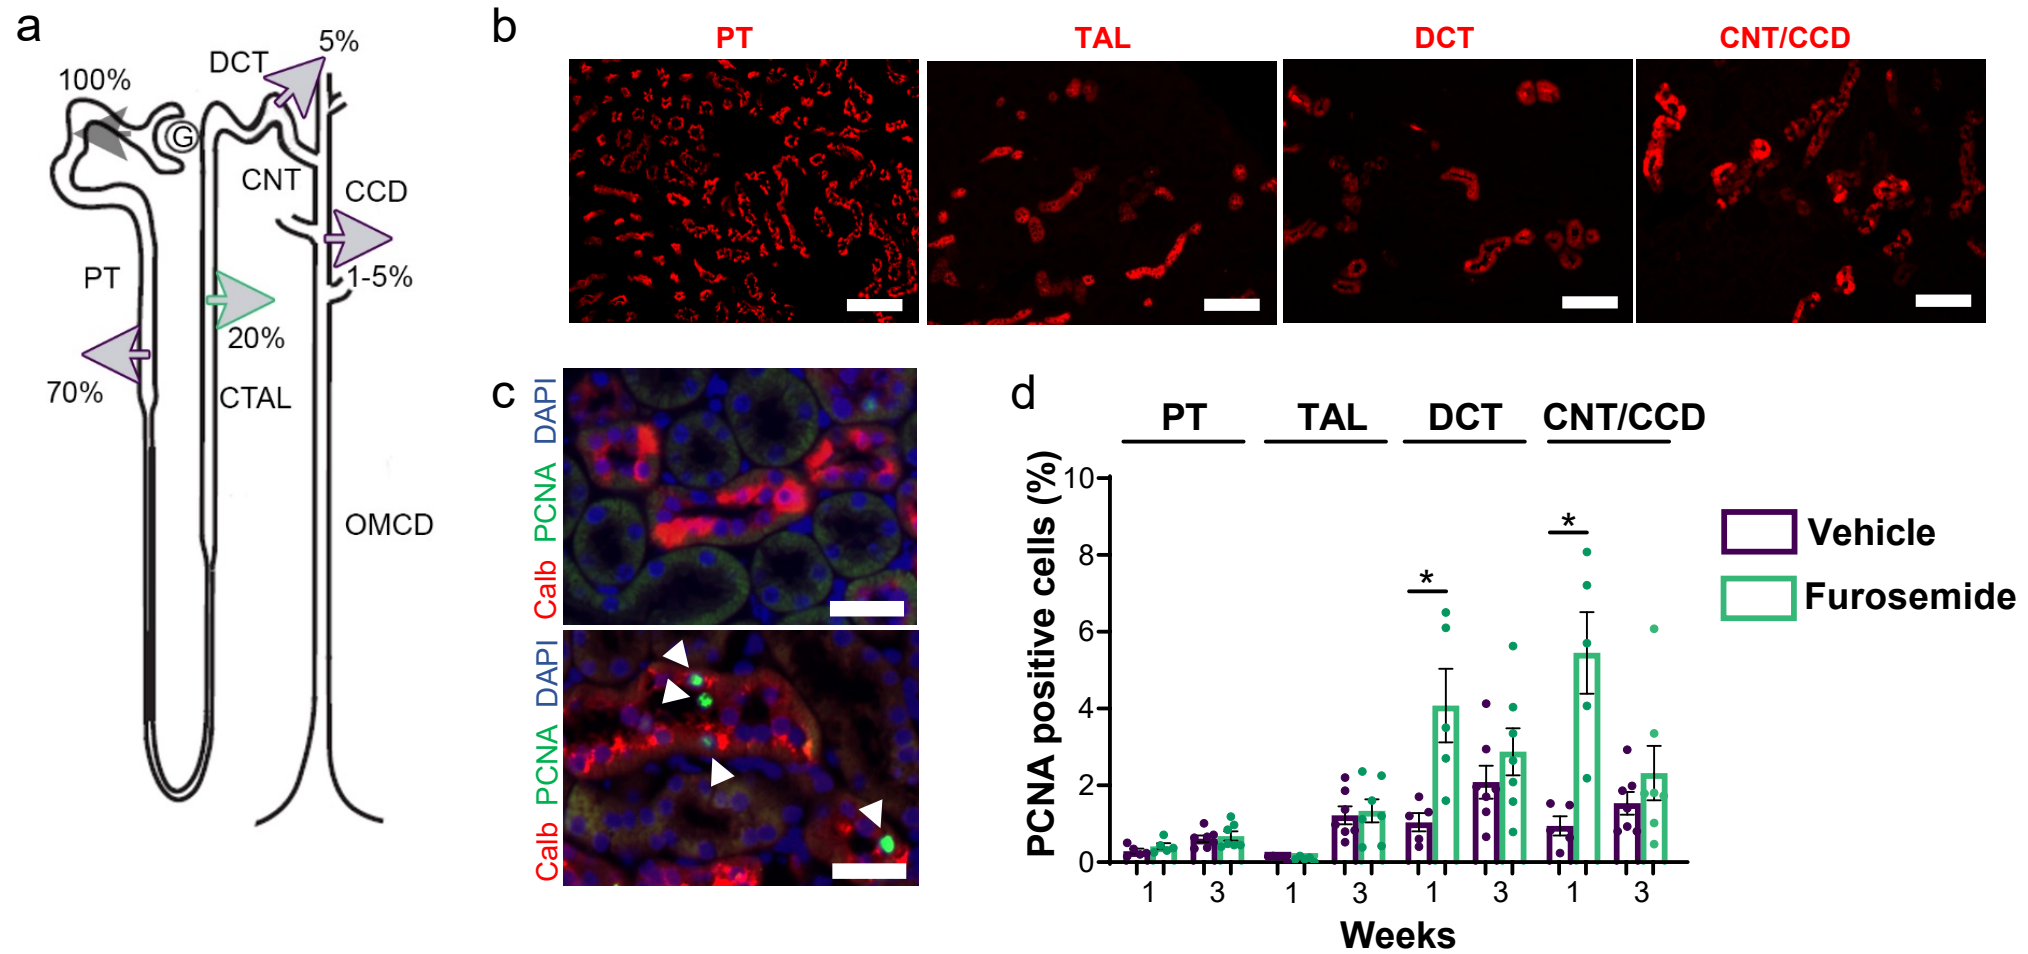 a
5%
DCT
100%
G
CNT
CCD
PT
1-5%
20%
70%
CTAL
OMCD
b
PT
TAL
DCT
CNT/CCD
c
Calb PCNA DAPI
Calb PCNA DAPI
d
PT
TAL
DCT
CNT/CCD
PCNA positive cells (%)
10
8
6
4
2
0
*
*
1
3
1
3
1
3
1
3
Weeks
Vehicle
Furosemide